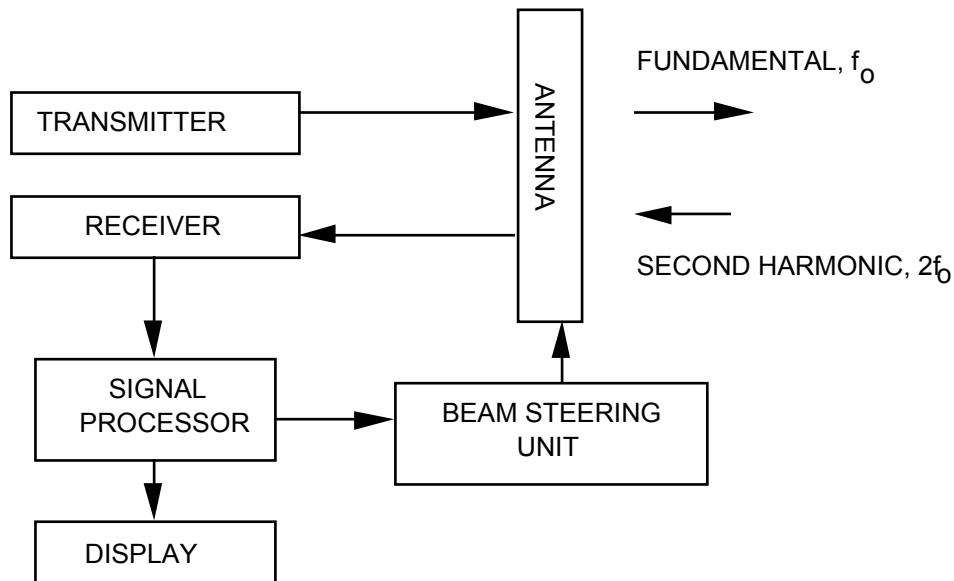 FUNDAMENTAL, fo
TRANSMITTER
ANTENNA
RECEIVER
SECOND HARMONIC, 2fo
SIGNAL
PROCESSOR
BEAM STEERING
UNIT
DISPLAY